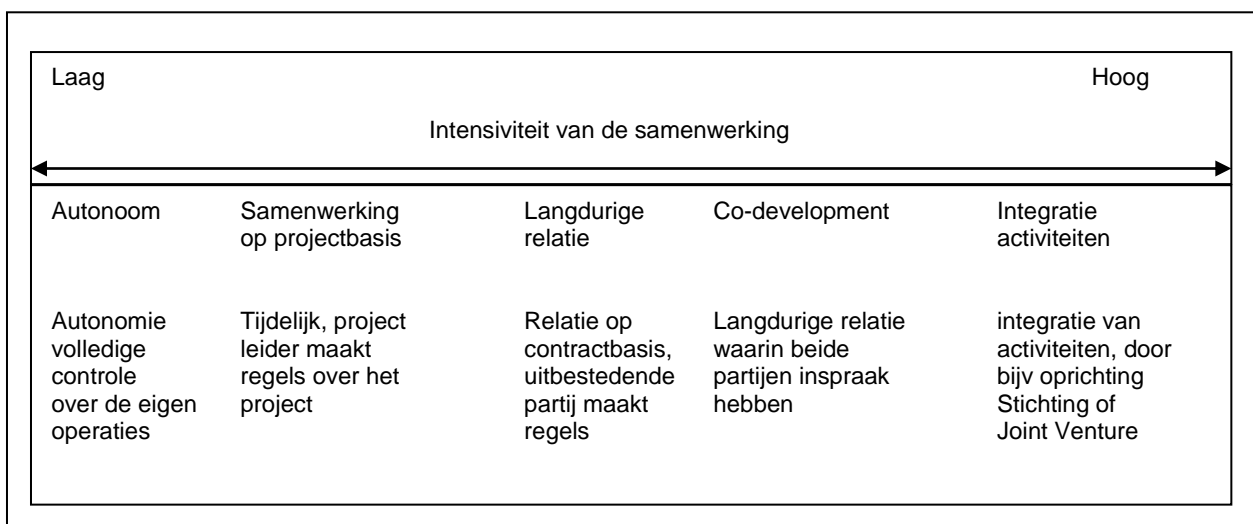 Laag Hoog
Intensiviteit van de samenwerking
Autonoom
Samenwerking
op projectbasis
Langdurige
relatie
Co-development
Integratie
activiteiten
Autonomie
volledige
controle
over de eigen
operaties
Tijdelijk, project
leider maakt
regels over het
project
Relatie op
contractbasis,
uitbestedende
partij maakt
regels
Langdurige relatie
waarin beide
partijen inspraak
hebben
integratie van
activiteiten, door
bijv oprichting
Stichting of
Joint Venture